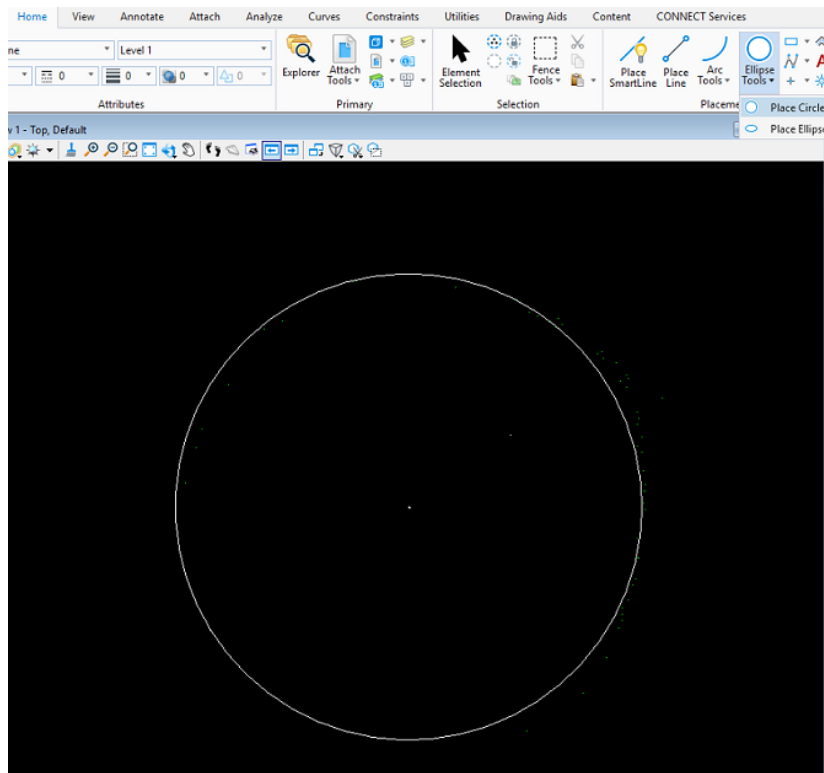 Home View Annotate Attach Analyze Curves Constraints Utilities Drawing Aids Content CONNECT Services
Level 1
0 0 0 0
Explorer Attach Tools
Element Selection Fence Tools
Place SmartLine Place Line Arc Tools Ellipse Tools
Attributes Primary Selection
Place Circle
Place Ellipse
1 - Top, Default